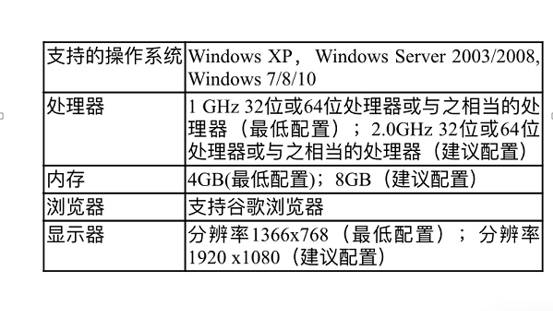 支持的操作系统
Windows XP，Windows Server 2003/2008,
Windows 7/8/10
处理器
1 GHz 32位或64位处理器或与之相当的处
理器（最低配置）；2.0GHz 32位或64位
处理器或与之相当的处理器（建议配置）
内存
4GB(最低配置)；8GB（建议配置）
浏览器
支持谷歌浏览器
显示器
分辨率1366x768（最低配置）；分辨率
1920 x1080（建议配置）